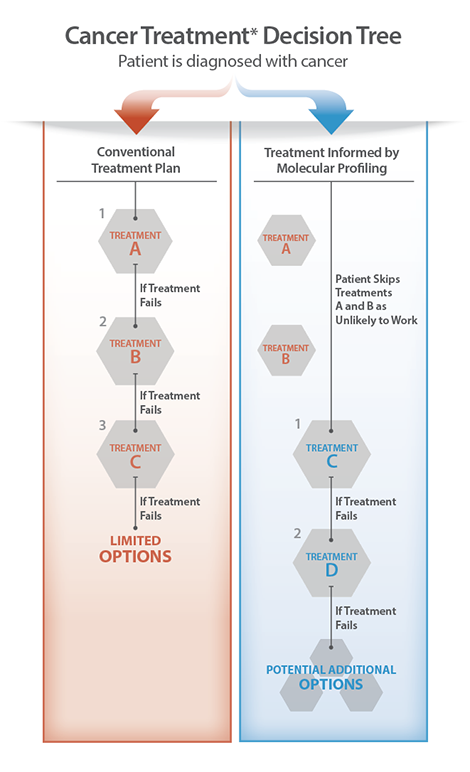 Cancer Treatment* Decision Tree
Patient is diagnosed with cancer
Conventional
Treatment Plan
1
TREATMENT
A
If Treatment
Fails
2
TREATMENT
B
If Treatment
Fails
3
TREATMENT
C
If Treatment
Fails
LIMITED
OPTIONS
Treatment Informed by
Molecular Profiling
TREATMENT
A
Patient Skips
Treatments
A and B as
Unlikely to Work
TREATMENT
B
1
TREATMENT
C
If Treatment
Fails
2
TREATMENT
D
If Treatment
Fails
POTENTIAL ADDITIONAL
OPTIONS